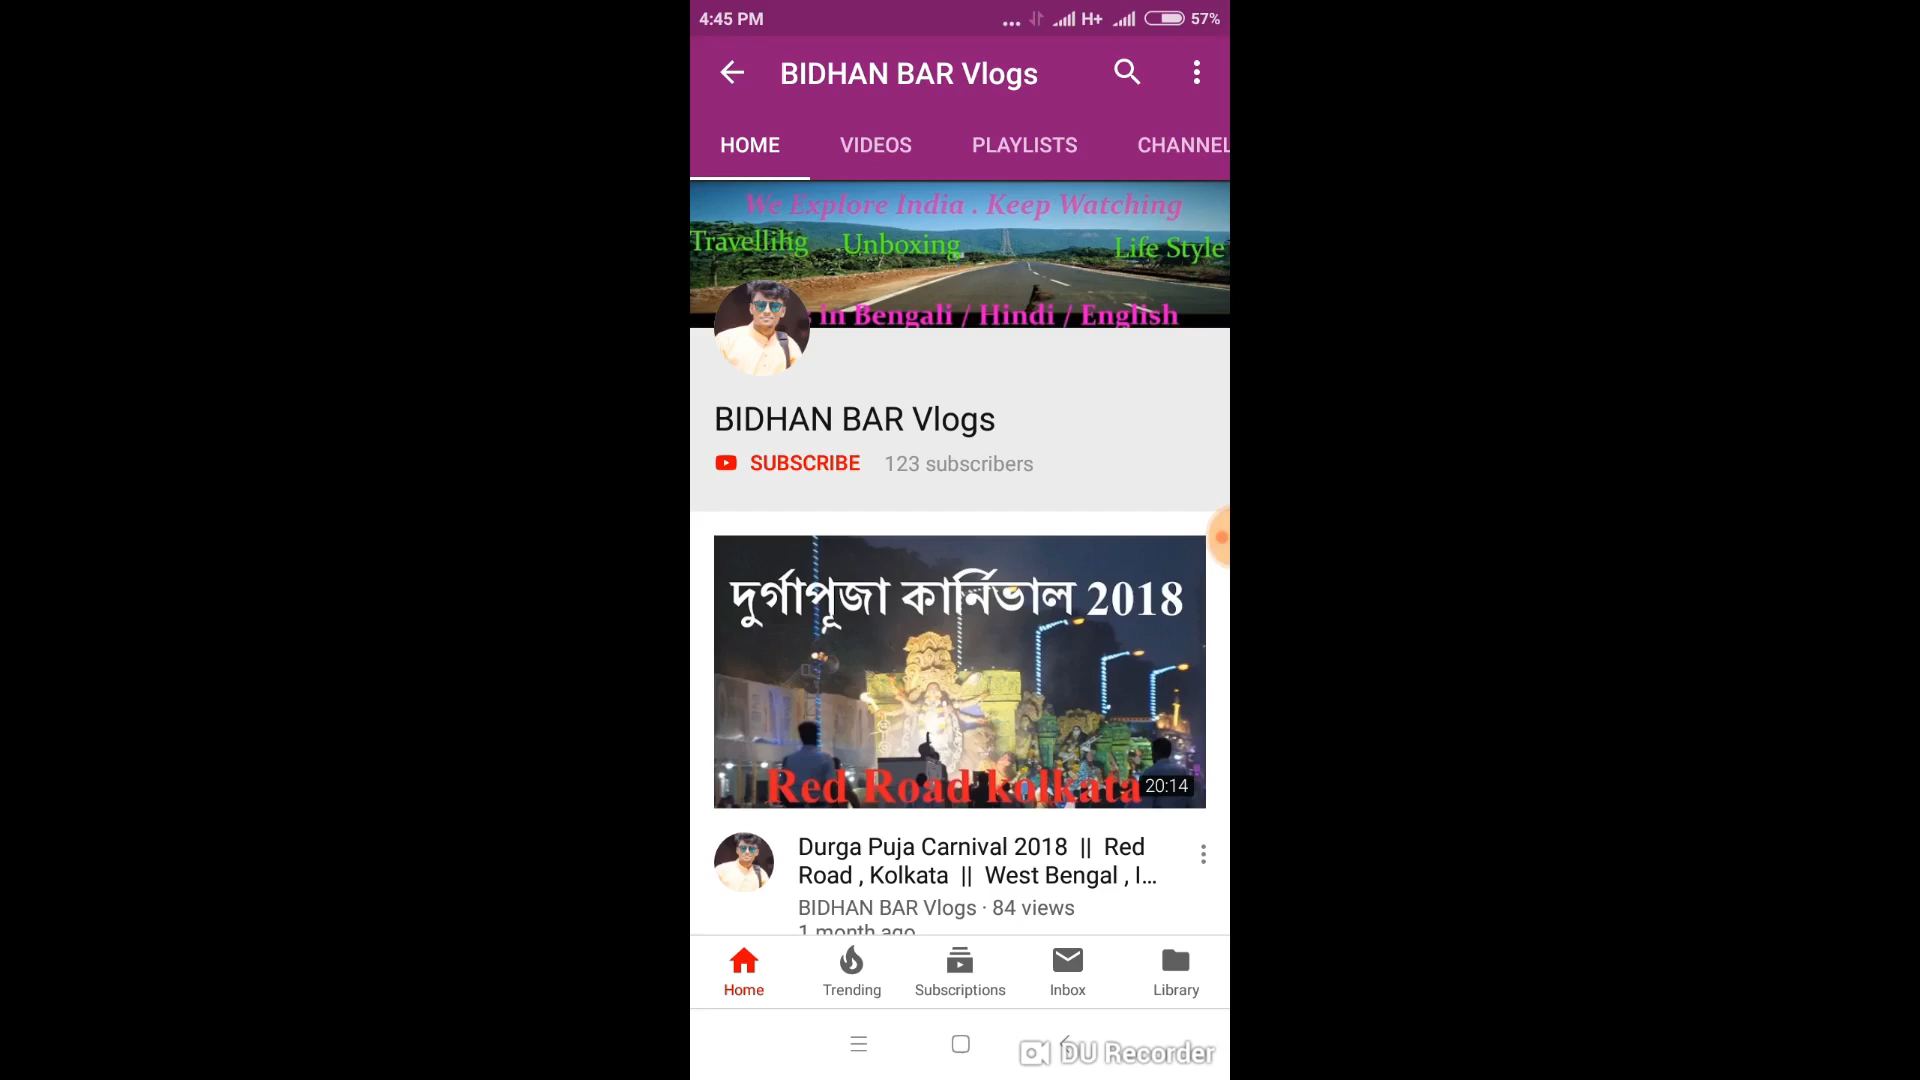 4:45 PM ... H+ 57%
BIDHAN BAR Vlogs
HOME VIDEOS PLAYLISTS CHANNEL
We Explore India . Keep Watching
Travelling Unboxing Life Style
in Bengali / Hindi / English
BIDHAN BAR Vlogs
SUBSCRIBE 123 subscribers
দুর্গাপূজা কার্নিভাল 2018
Red Road kolkata
20:14
Durga Puja Carnival 2018 || Red
Road , Kolkata || West Bengal , I...
BIDHAN BAR Vlogs · 84 views
1 month ago
Home Trending Subscriptions Inbox Library
DU Recorder